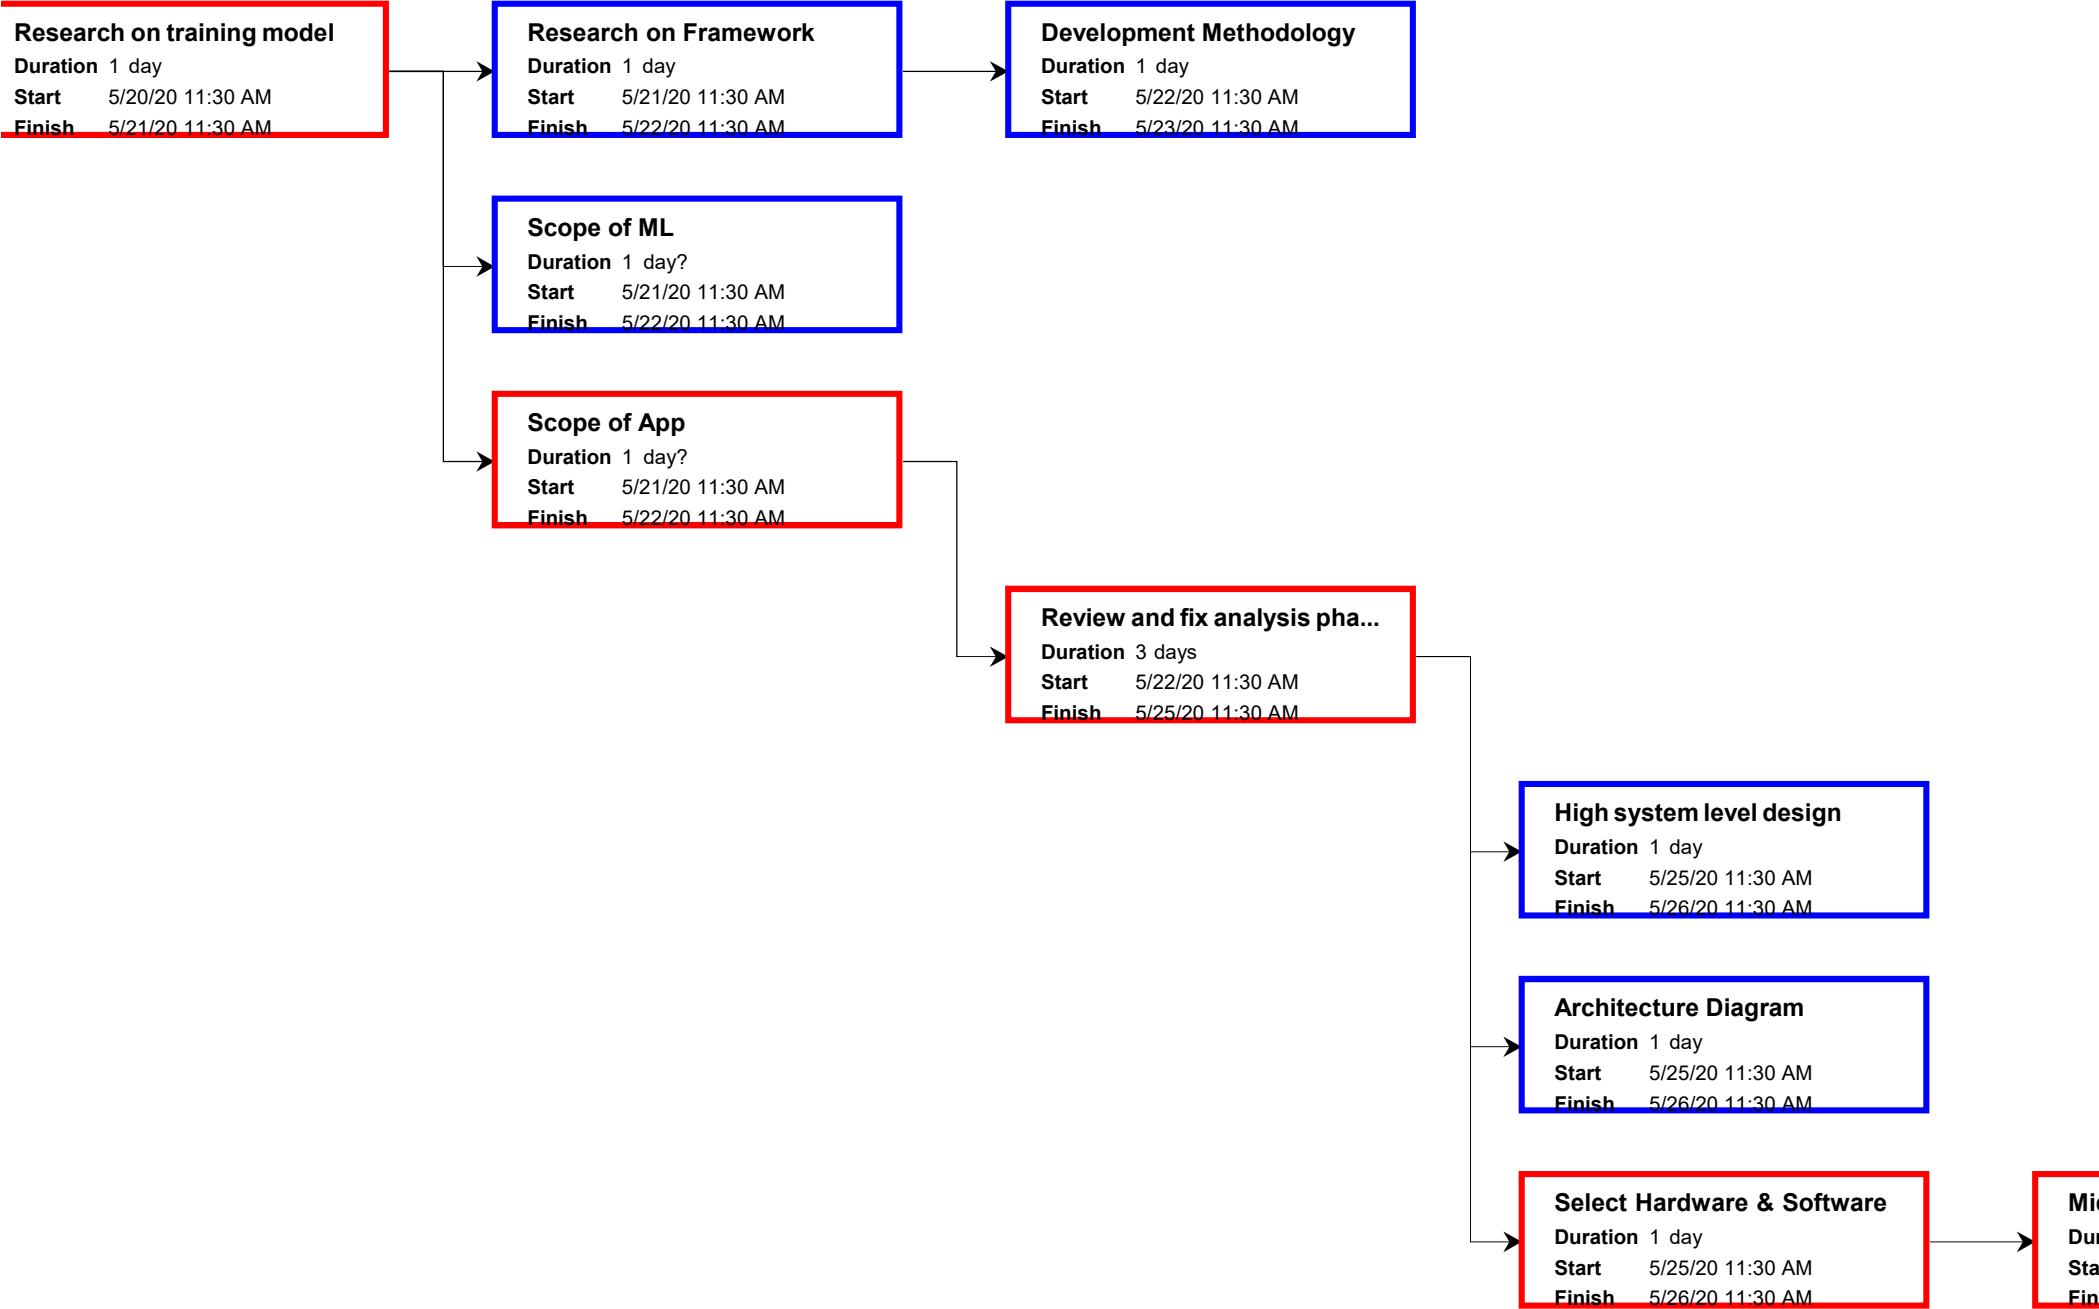 Research on training model
Duration 1 day
Start 5/20/20 11:30 AM
Finish 5/21/20 11:30 AM
Research on Framework
Duration 1 day
Start 5/21/20 11:30 AM
Finish 5/22/20 11:30 AM
Development Methodology
Duration 1 day
Start 5/22/20 11:30 AM
Finish 5/23/20 11:30 AM
Scope of ML
Duration 1 day?
Start 5/21/20 11:30 AM
Finish 5/22/20 11:30 AM
Scope of App
Duration 1 day?
Start 5/21/20 11:30 AM
Finish 5/22/20 11:30 AM
Review and fix analysis pha...
Duration 3 days
Start 5/22/20 11:30 AM
Finish 5/25/20 11:30 AM
High system level design
Duration 1 day
Start 5/25/20 11:30 AM
Finish 5/26/20 11:30 AM
Architecture Diagram
Duration 1 day
Start 5/25/20 11:30 AM
Finish 5/26/20 11:30 AM
Select Hardware & Software
Duration 1 day
Start 5/25/20 11:30 AM
Finish 5/26/20 11:30 AM